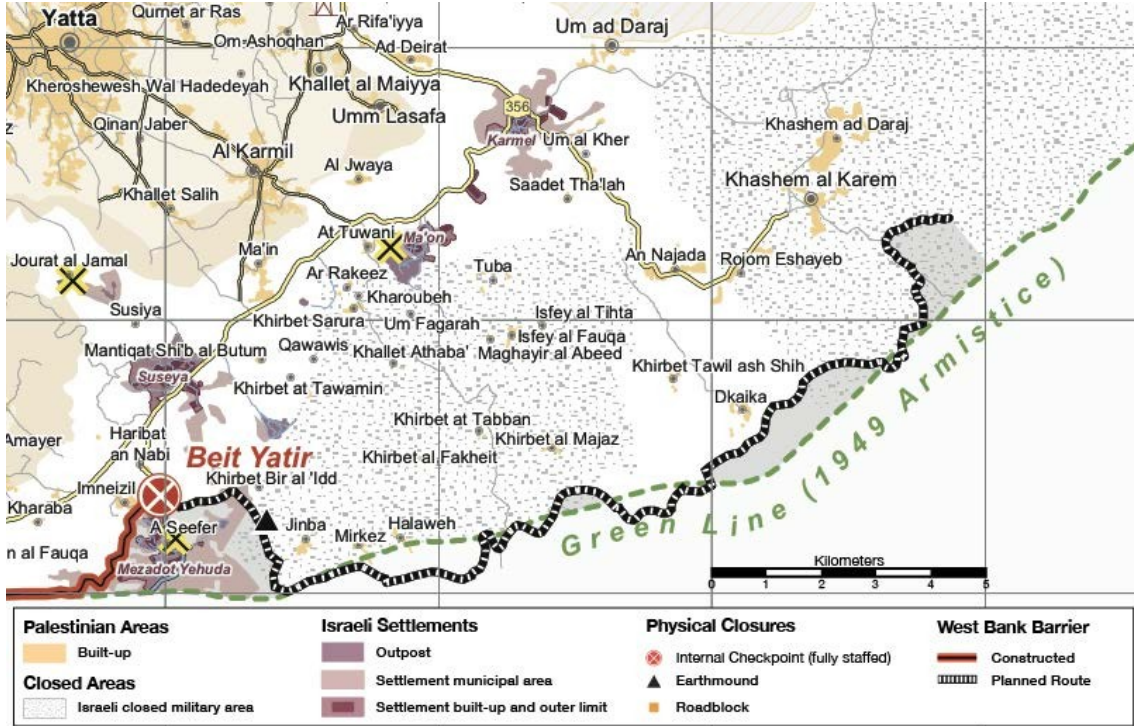 Qumet ar Ras
Ar Rifa'iyya
Yatta
Om-Ashoqhan
Ad Deirat
Um ad Daraj
Khallet al Maiyya
Kheroshewesh Wal Hadedeyah
Umm Lasafa
356
Qinan Jaber
Karmel
Um al Kher
Khashem ad Daraj
z
Al Karmil
Al Jwaya
Khallet Salih
Saadet Tha'lah
Khashem al Karem
At Tuwani
Ma'on
Ma'in
Jourat al Jamal
An Najada
Rojom Eshayeb
Ar Rakeez
Tuba
Kharoubeh
Susiya
Khirbet Sarura
Um Fagarah
Isfey al Tihta
Isfey al Fauqa
Mantiqat Shi'b al Butum
Qawawis
Khallet Athaba'
Maghayir al Abeed
Suseya
Khirbet at Tawamin
Khirbet Tawil ash Shih
Dkaika
Khirbet at Tabban
Amayer
Haribat
an Nabi
Khirbet al Majaz
Beit Yatir
Khirbet al Fakheit
Khirbet Bir al 'Idd
Imneizil
Kharaba
A Seefer
Jinba
Halaweh
Mirkez
n al Fauqa
Mezadot Yehuda
Green Line (1949 Armistice)
Kilometers
0 1 2 3 4 5
Palestinian Areas
Built-up
Closed Areas
Israeli closed military area
Israeli Settlements
Outpost
Settlement municipal area
Settlement built-up and outer limit
Physical Closures
Internal Checkpoint (fully staffed)
Earthmound
Roadblock
West Bank Barrier
Constructed
Planned Route